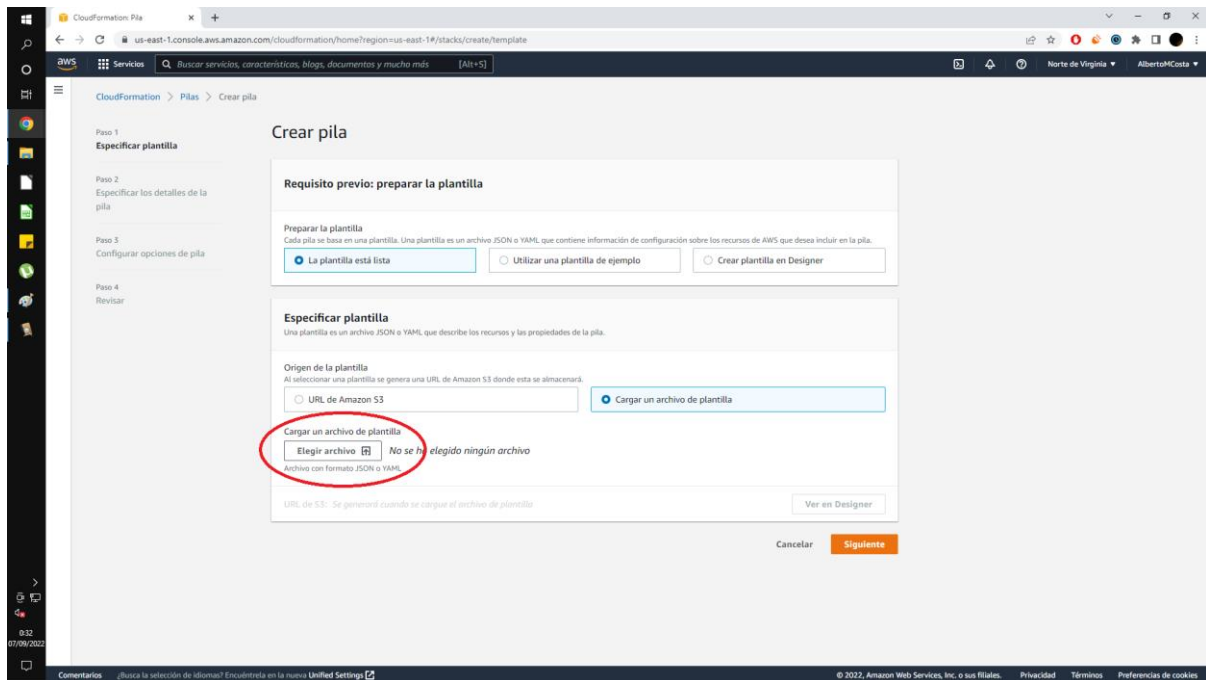 CloudFormation: Pila
us-east-1.console.aws.amazon.com/cloudformation/home?region=us-east-1#/stacks/create/template
aws
Servicios
Buscar servicios, características, blogs, documentos y mucho más
[Alt+S]
Norte de Virginia
AlbertoMCosta
CloudFormation > Pilas > Crear pila
Paso 1
Especificar plantilla
Paso 2
Especificar los detalles de la
pila
Paso 3
Configurar opciones de pila
Paso 4
Revisar
Crear pila
Requisito previo: preparar la plantilla
Preparar la plantilla
Cada pila se basa en una plantilla. Una plantilla es un archivo JSON o YAML que contiene información de configuración sobre los recursos de AWS que desea incluir en la pila.
La plantilla está lista
Utilizar una plantilla de ejemplo
Crear plantilla en Designer
Especificar plantilla
Una plantilla es un archivo JSON o YAML que describe los recursos y las propiedades de la pila.
Origen de la plantilla
Al seleccionar una plantilla se genera una URL de Amazon S3 donde esta se almacenará.
URL de Amazon S3
Cargar un archivo de plantilla
Cargar un archivo de plantilla
Elegir archivo
No se ha elegido ningún archivo
Archivo con formato JSON o YAML
URL de S3: Se generará cuando se cargue el archivo de plantilla
Ver en Designer
Cancelar
Siguiente
0:32
07/09/2022
Comentarios
¿Busca la selección de idiomas? Encuéntrela en la nueva Unified Settings
© 2022, Amazon Web Services, Inc. o sus filiales.
Privacidad
Términos
Preferencias de cookies